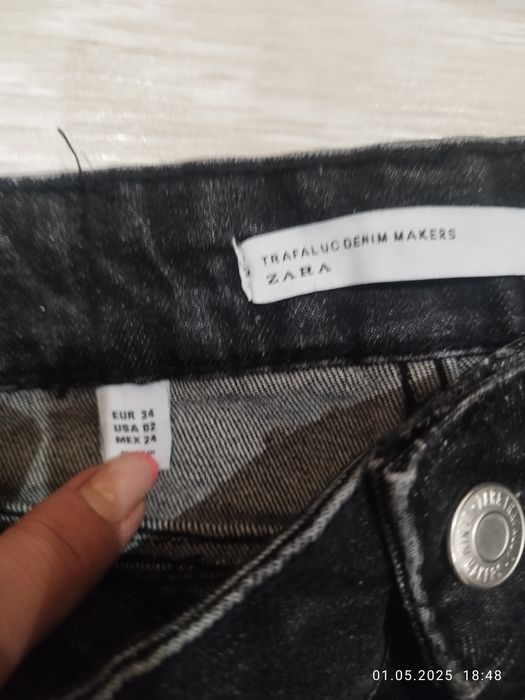 TRAFALUC DENIM MAKERS
ZARA
EUR 34
USA 02
MEX 24
01.05.2025 18:48